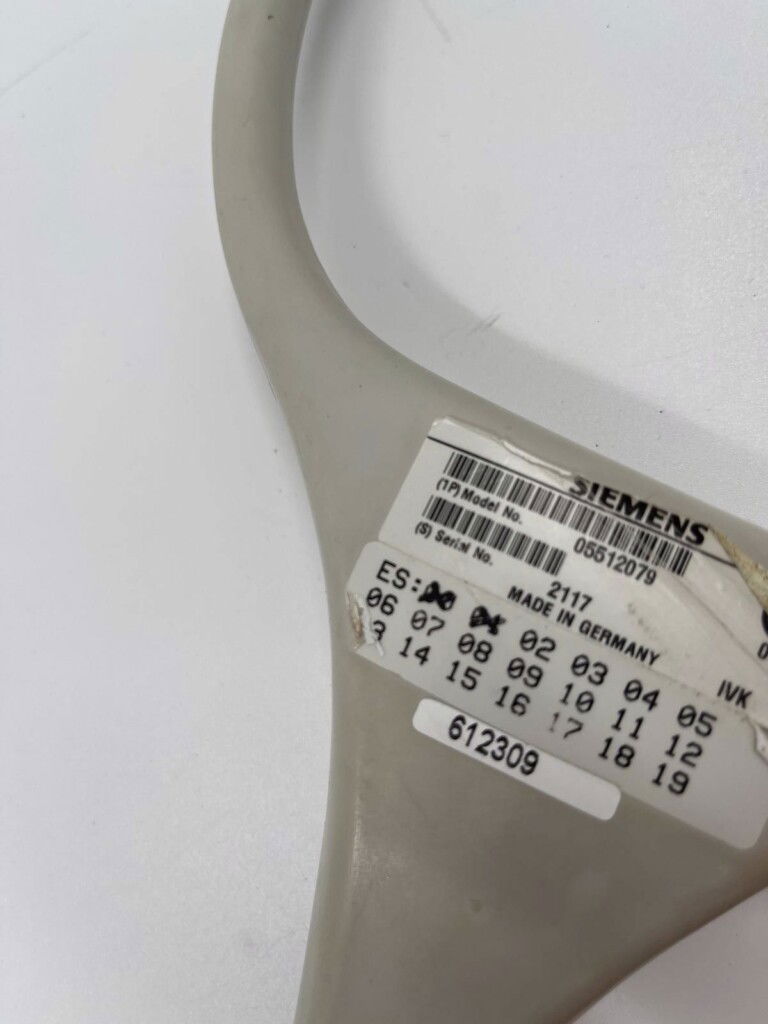 SIEMENS
(1P) Model No. 05512079
(S) Serial No. 2117
MADE IN GERMANY
IVK
ES: 02 03 04 05
06 07 08 09 10 11 12
14 15 16 17 18 19
612309